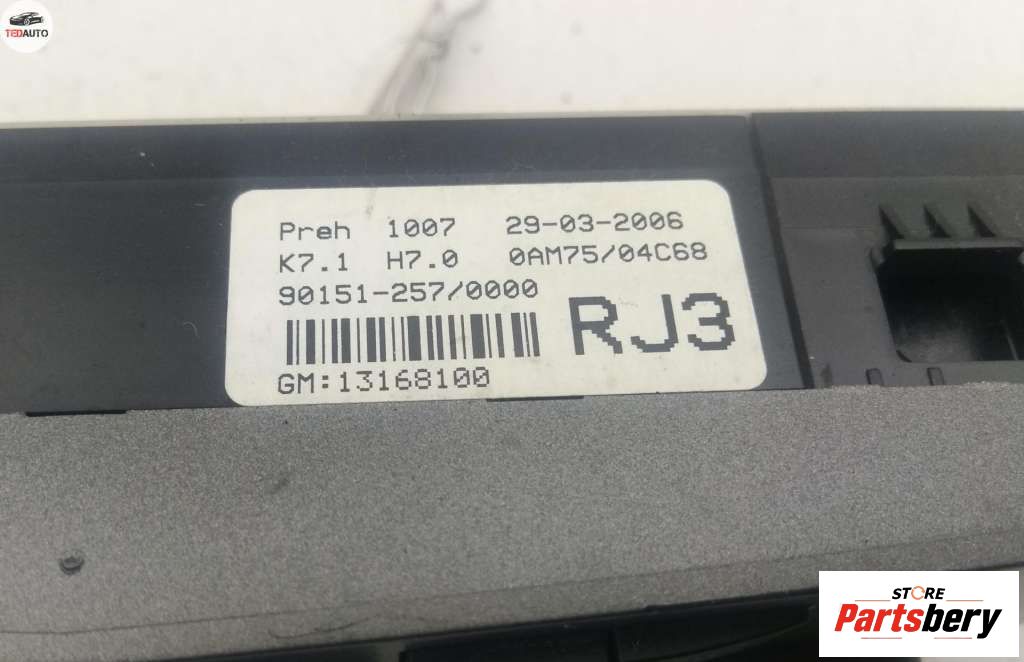 TEDAUTO
Preh 1007 29-03-2006
K7.1 H7.0 0AM75/04C68
90151-257/0000
RJ3
GM:13168100
STORE
Partsbery